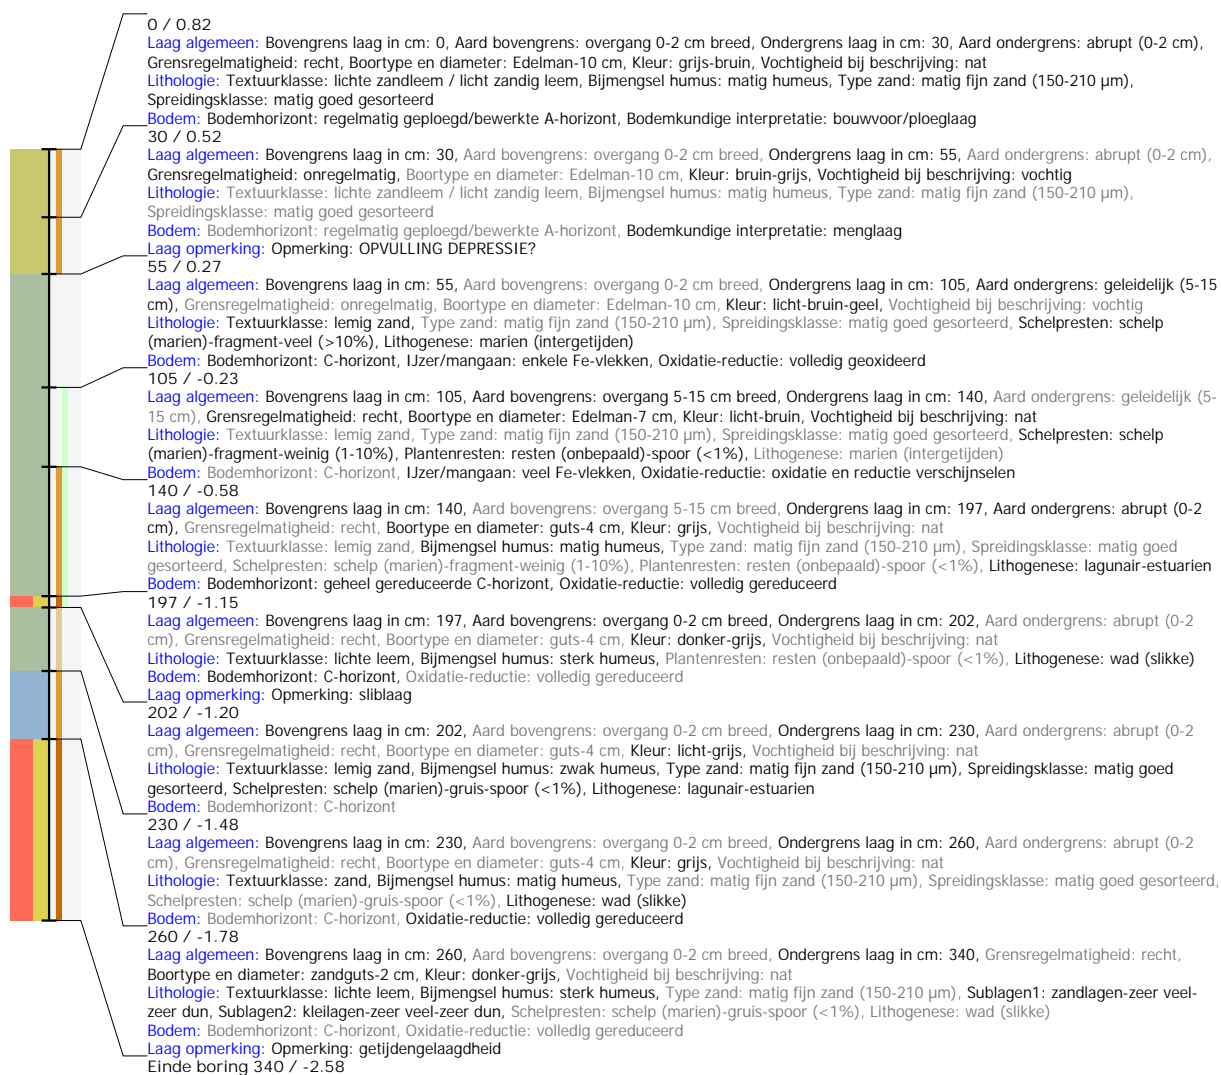 0 / 0.82
Laag algemeen: Bovengrens laag in cm: 0, Aard bovengrens: overgang 0-2 cm breed, Ondergrens laag in cm: 30, Aard ondergrens: abrupt (0-2 cm),
Grensregelmatigheid: recht, Boortype en diameter: Edelman-10 cm, Kleur: grijs-bruin, Vochtigheid bij beschrijving: nat
Lithologie: Textuurklasse: lichte zandleem / licht zandig leem, Bijmengsel humus: matig humeus, Type zand: matig fijn zand (150-210 µm),
Spreidingsklasse: matig goed gesorteerd
Bodem: Bodemhorizont: regelmatig geploegd/bewerkte A-horizont, Bodemkundige interpretatie: bouwvoor/ploeglaag
30 / 0.52
Laag algemeen: Bovengrens laag in cm: 30, Aard bovengrens: overgang 0-2 cm breed, Ondergrens laag in cm: 55, Aard ondergrens: abrupt (0-2 cm),
Grensregelmatigheid: onregelmatig, Boortype en diameter: Edelman-10 cm, Kleur: bruin-grijs, Vochtigheid bij beschrijving: vochtig
Lithologie: Textuurklasse: lichte zandleem / licht zandig leem, Bijmengsel humus: matig humeus, Type zand: matig fijn zand (150-210 µm),
Spreidingsklasse: matig goed gesorteerd
Bodem: Bodemhorizont: regelmatig geploegd/bewerkte A-horizont, Bodemkundige interpretatie: menglaag
Laag opmerking: Opmerking: OPVULLING DEPRESSIE?
55 / 0.27
Laag algemeen: Bovengrens laag in cm: 55, Aard bovengrens: overgang 0-2 cm breed, Ondergrens laag in cm: 105, Aard ondergrens: geleidelijk (5-15
cm), Grensregelmatigheid: onregelmatig, Boortype en diameter: Edelman-10 cm, Kleur: licht-bruin-geel, Vochtigheid bij beschrijving: vochtig
Lithologie: Textuurklasse: lemig zand, Type zand: matig fijn zand (150-210 µm), Spreidingsklasse: matig goed gesorteerd, Schelpresten: schelp
(marien)-fragment-veel (>10%), Lithogenese: marien (intergetijden)
Bodem: Bodemhorizont: C-horizont, IJzer/mangaan: enkele Fe-vlekken, Oxidatie-reductie: volledig geoxideerd
105 / -0.23
Laag algemeen: Bovengrens laag in cm: 105, Aard bovengrens: overgang 5-15 cm breed, Ondergrens laag in cm: 140, Aard ondergrens: geleidelijk (5-
15 cm), Grensregelmatigheid: recht, Boortype en diameter: Edelman-7 cm, Kleur: licht-bruin, Vochtigheid bij beschrijving: nat
Lithologie: Textuurklasse: lemig zand, Type zand: matig fijn zand (150-210 µm), Spreidingsklasse: matig goed gesorteerd, Schelpresten: schelp
(marien)-fragment-weinig (1-10%), Plantenresten: resten (onbepaald)-spoor (<1%), Lithogenese: marien (intergetijden)
Bodem: Bodemhorizont: C-horizont, IJzer/mangaan: veel Fe-vlekken, Oxidatie-reductie: oxidatie en reductie verschijnselen
140 / -0.58
Laag algemeen: Bovengrens laag in cm: 140, Aard bovengrens: overgang 5-15 cm breed, Ondergrens laag in cm: 197, Aard ondergrens: abrupt (0-2
cm), Grensregelmatigheid: recht, Boortype en diameter: guts-4 cm, Kleur: grijs, Vochtigheid bij beschrijving: nat
Lithologie: Textuurklasse: lemig zand, Bijmengsel humus: matig humeus, Type zand: matig fijn zand (150-210 µm), Spreidingsklasse: matig goed
gesorteerd, Schelpresten: schelp (marien)-fragment-weinig (1-10%), Plantenresten: resten (onbepaald)-spoor (<1%), Lithogenese: lagunair-estuarien
Bodem: Bodemhorizont: geheel gereduceerde C-horizont, Oxidatie-reductie: volledig gereduceerd
197 / -1.15
Laag algemeen: Bovengrens laag in cm: 197, Aard bovengrens: overgang 0-2 cm breed, Ondergrens laag in cm: 202, Aard ondergrens: abrupt (0-2
cm), Grensregelmatigheid: recht, Boortype en diameter: guts-4 cm, Kleur: donker-grijs, Vochtigheid bij beschrijving: nat
Lithologie: Textuurklasse: lichte leem, Bijmengsel humus: sterk humeus, Plantenresten: resten (onbepaald)-spoor (<1%), Lithogenese: wad (slikke)
Bodem: Bodemhorizont: C-horizont, Oxidatie-reductie: volledig gereduceerd
Laag opmerking: Opmerking: sliblaag
202 / -1.20
Laag algemeen: Bovengrens laag in cm: 202, Aard bovengrens: overgang 0-2 cm breed, Ondergrens laag in cm: 230, Aard ondergrens: abrupt (0-2
cm), Grensregelmatigheid: recht, Boortype en diameter: guts-4 cm, Kleur: licht-grijs, Vochtigheid bij beschrijving: nat
Lithologie: Textuurklasse: lemig zand, Bijmengsel humus: zwak humeus, Type zand: matig fijn zand (150-210 µm), Spreidingsklasse: matig goed
gesorteerd, Schelpresten: schelp (marien)-gruis-spoor (<1%), Lithogenese: lagunair-estuarien
Bodem: Bodemhorizont: C-horizont
230 / -1.48
Laag algemeen: Bovengrens laag in cm: 230, Aard bovengrens: overgang 0-2 cm breed, Ondergrens laag in cm: 260, Aard ondergrens: abrupt (0-2
cm), Grensregelmatigheid: recht, Boortype en diameter: guts-4 cm, Kleur: grijs, Vochtigheid bij beschrijving: nat
Lithologie: Textuurklasse: zand, Bijmengsel humus: matig humeus, Type zand: matig fijn zand (150-210 µm), Spreidingsklasse: matig goed gesorteerd,
Schelpresten: schelp (marien)-gruis-spoor (<1%), Lithogenese: wad (slikke)
Bodem: Bodemhorizont: C-horizont, Oxidatie-reductie: volledig gereduceerd
260 / -1.78
Laag algemeen: Bovengrens laag in cm: 260, Aard bovengrens: overgang 0-2 cm breed, Ondergrens laag in cm: 340, Grensregelmatigheid: recht,
Boortype en diameter: zandguts-2 cm, Kleur: donker-grijs, Vochtigheid bij beschrijving: nat
Lithologie: Textuurklasse: lichte leem, Bijmengsel humus: sterk humeus, Type zand: matig fijn zand (150-210 µm), Sublagen1: zandlagen-zeer veel-
zeer dun, Sublagen2: kleilagen-zeer veel-zeer dun, Schelpresten: schelp (marien)-gruis-spoor (<1%), Lithogenese: wad (slikke)
Bodem: Bodemhorizont: C-horizont, Oxidatie-reductie: volledig gereduceerd
Laag opmerking: Opmerking: getijdengelaagdheid
Einde boring 340 / -2.58